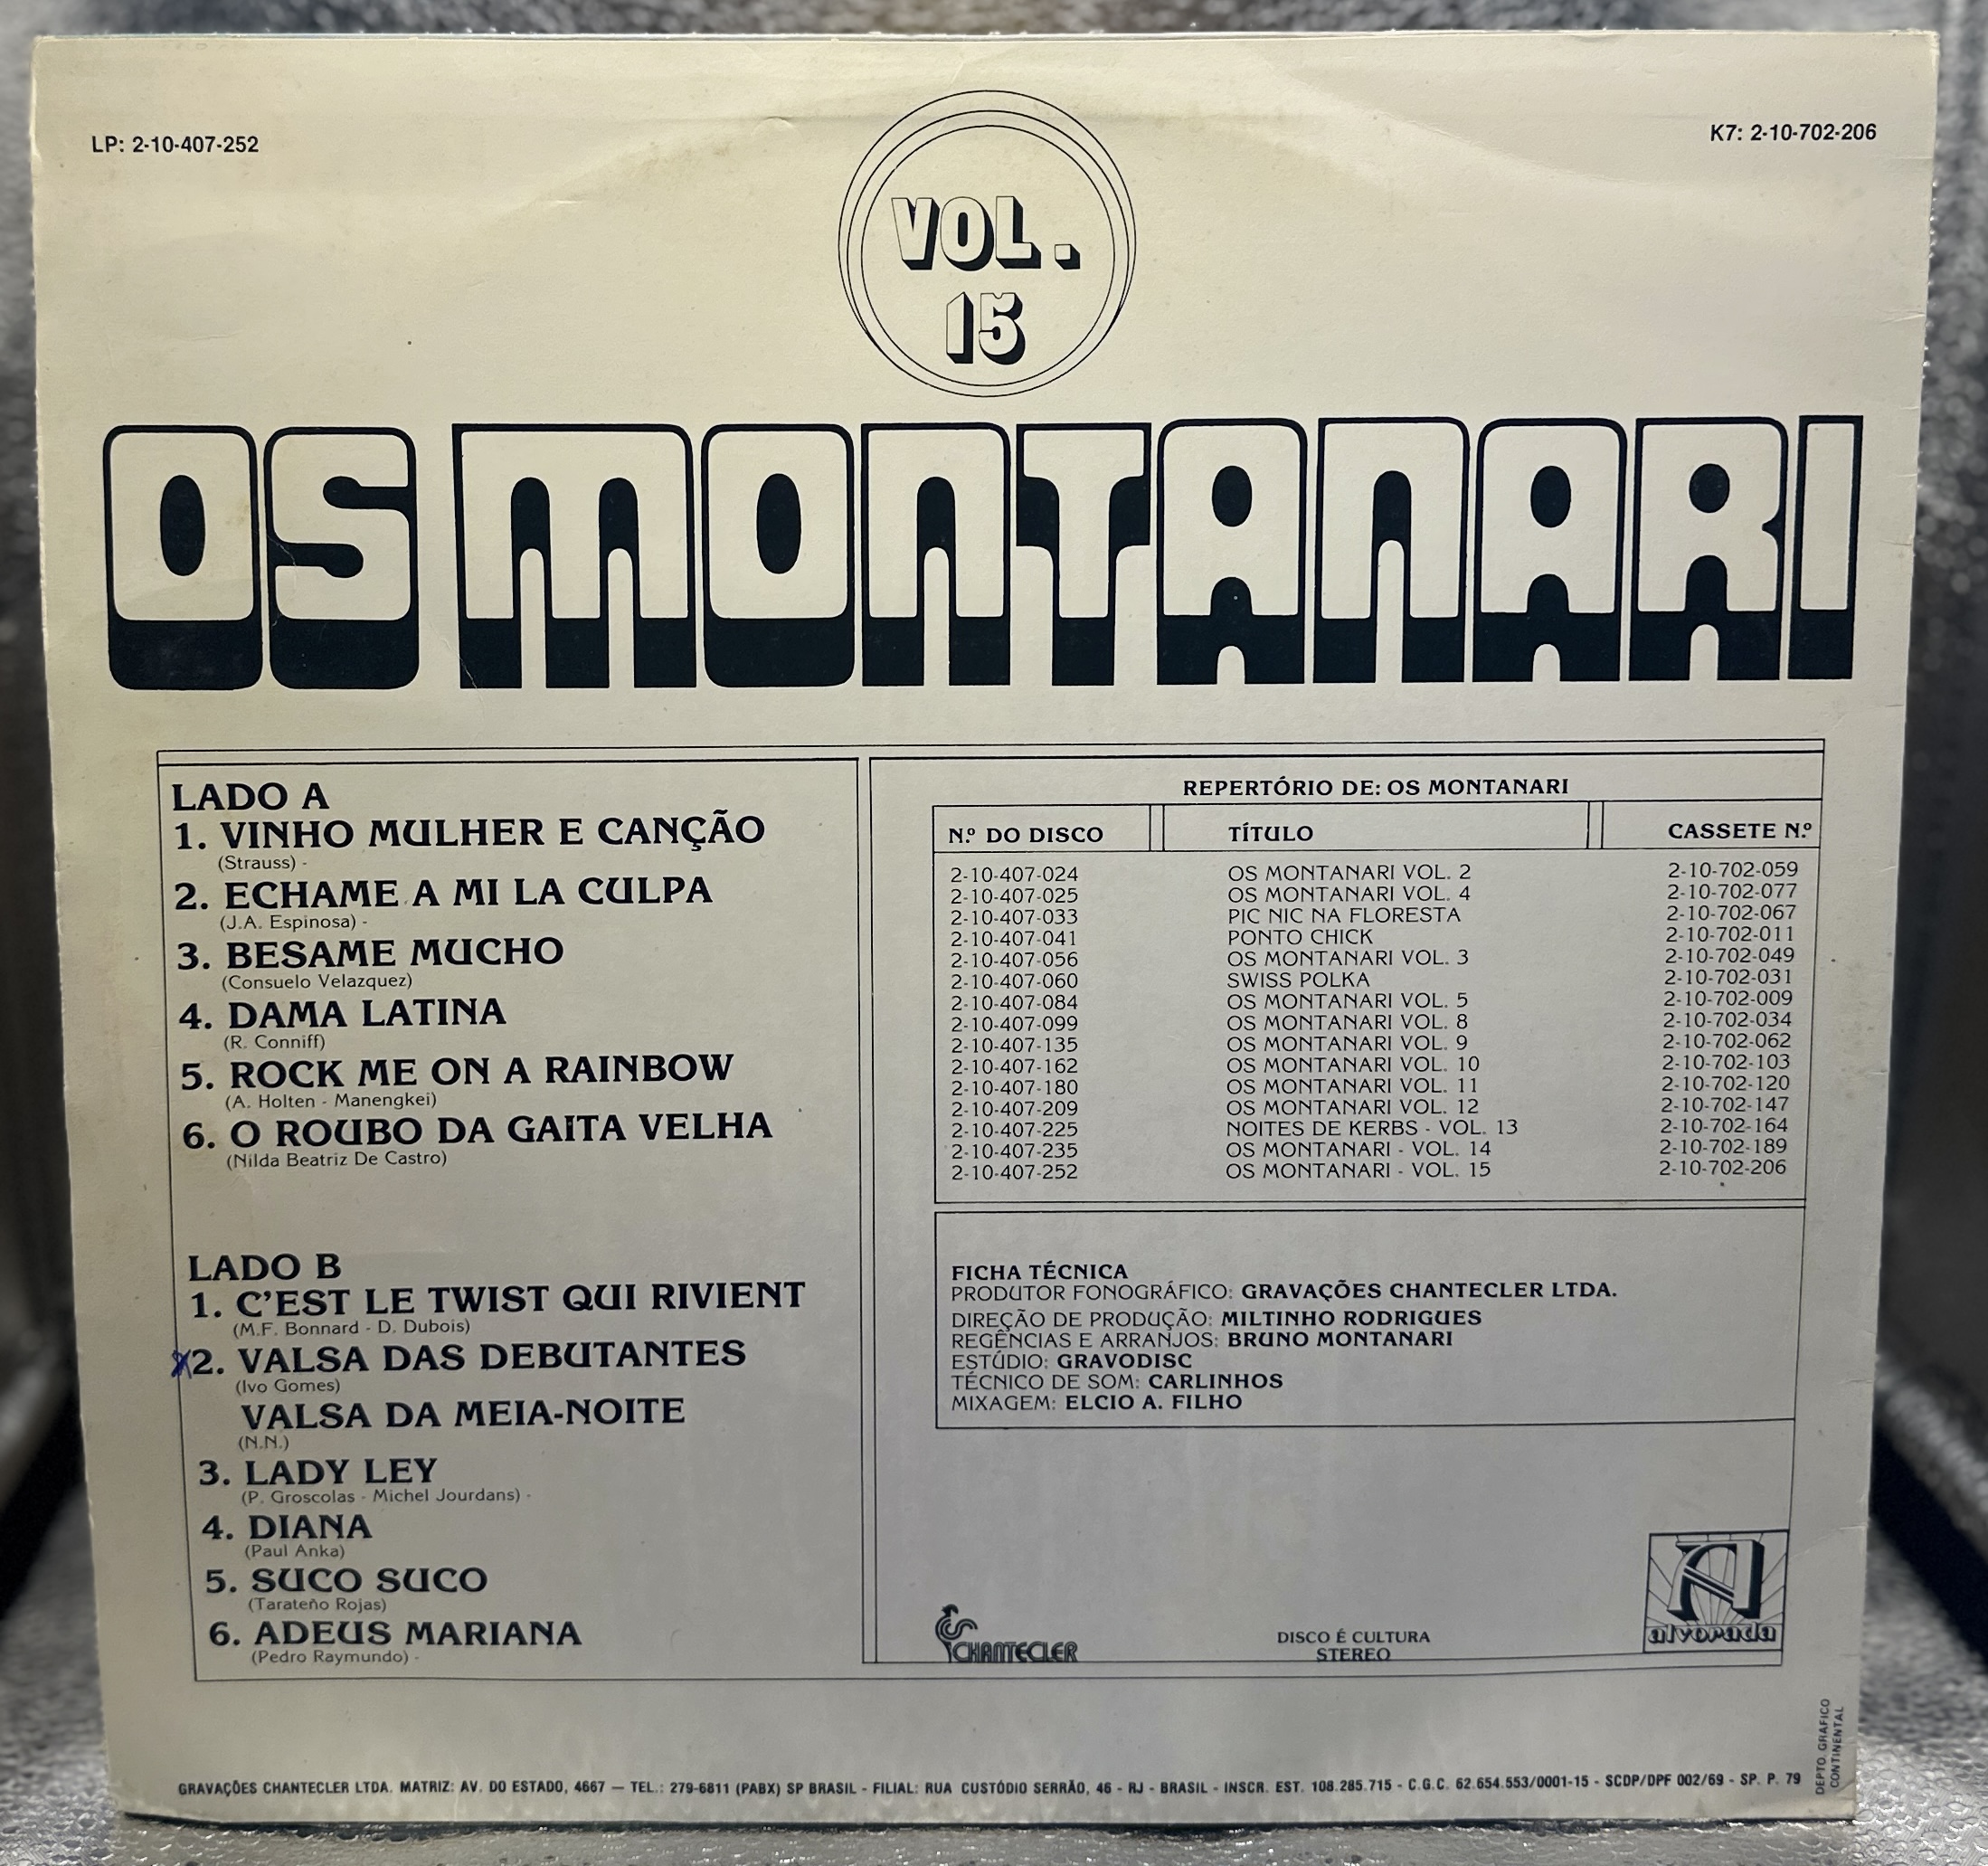 LP: 2-10-407-252
K7: 2-10-702-206
VOL.
15
OS MONTANARI
LADO A
1. VINHO MULHER E CANÇÃO
(Strauss) -
2. ECHAME A MI LA CULPA
(J.A. Espinosa) -
3. BESAME MUCHO
(Consuelo Velazquez)
4. DAMA LATINA
(R. Conniff)
5. ROCK ME ON A RAINBOW
(A. Holten - Manengkei)
6. O ROUBO DA GAITA VELHA
(Nilda Beatriz De Castro)
LADO B
1. C'EST LE TWIST QUI RIVIENT
(M.F. Bonnard - D. Dubois)
x2. VALSA DAS DEBUTANTES
(Ivo Gomes)
VALSA DA MEIA-NOITE
(N.N.)
3. LADY LEY
(P. Groscolas - Michel Jourdans) -
4. DIANA
(Paul Anka)
5. SUCO SUCO
(Tarateño Rojas)
6. ADEUS MARIANA
(Pedro Raymundo) -
REPERTÓRIO DE: OS MONTANARI
N.º DO DISCO TÍTULO CASSETE N.º
2-10-407-024 OS MONTANARI VOL. 2 2-10-702-059
2-10-407-025 OS MONTANARI VOL. 4 2-10-702-077
2-10-407-033 PIC NIC NA FLORESTA 2-10-702-067
2-10-407-041 PONTO CHICK 2-10-702-011
2-10-407-056 OS MONTANARI VOL. 3 2-10-702-049
2-10-407-060 SWISS POLKA 2-10-702-031
2-10-407-084 OS MONTANARI VOL. 5 2-10-702-009
2-10-407-099 OS MONTANARI VOL. 8 2-10-702-034
2-10-407-135 OS MONTANARI VOL. 9 2-10-702-062
2-10-407-162 OS MONTANARI VOL. 10 2-10-702-103
2-10-407-180 OS MONTANARI VOL. 11 2-10-702-120
2-10-407-209 OS MONTANARI VOL. 12 2-10-702-147
2-10-407-225 NOITES DE KERBS - VOL. 13 2-10-702-164
2-10-407-235 OS MONTANARI - VOL. 14 2-10-702-189
2-10-407-252 OS MONTANARI - VOL. 15 2-10-702-206
FICHA TÉCNICA
PRODUTOR FONOGRÁFICO: GRAVAÇÕES CHANTECLER LTDA.
DIREÇÃO DE PRODUÇÃO: MILTINHO RODRIGUES
REGÊNCIAS E ARRANJOS: BRUNO MONTANARI
ESTÚDIO: GRAVODISC
TÉCNICO DE SOM: CARLINHOS
MIXAGEM: ELCIO A. FILHO
CHANTECLER
DISCO É CULTURA
STEREO
A
alvorada
GRAVAÇÕES CHANTECLER LTDA. MATRIZ: AV. DO ESTADO, 4667 — TEL.: 279-6811 (PABX) SP BRASIL - FILIAL: RUA CUSTÓDIO SERRÃO, 46 - RJ - BRASIL - INSCR. EST. 108.285.715 - C.G.C. 62.654.553/0001-15 - SCDP/DPF 002/69 - SP. P. 79
DEPTO. GRÁFICO
CONTINENTAL